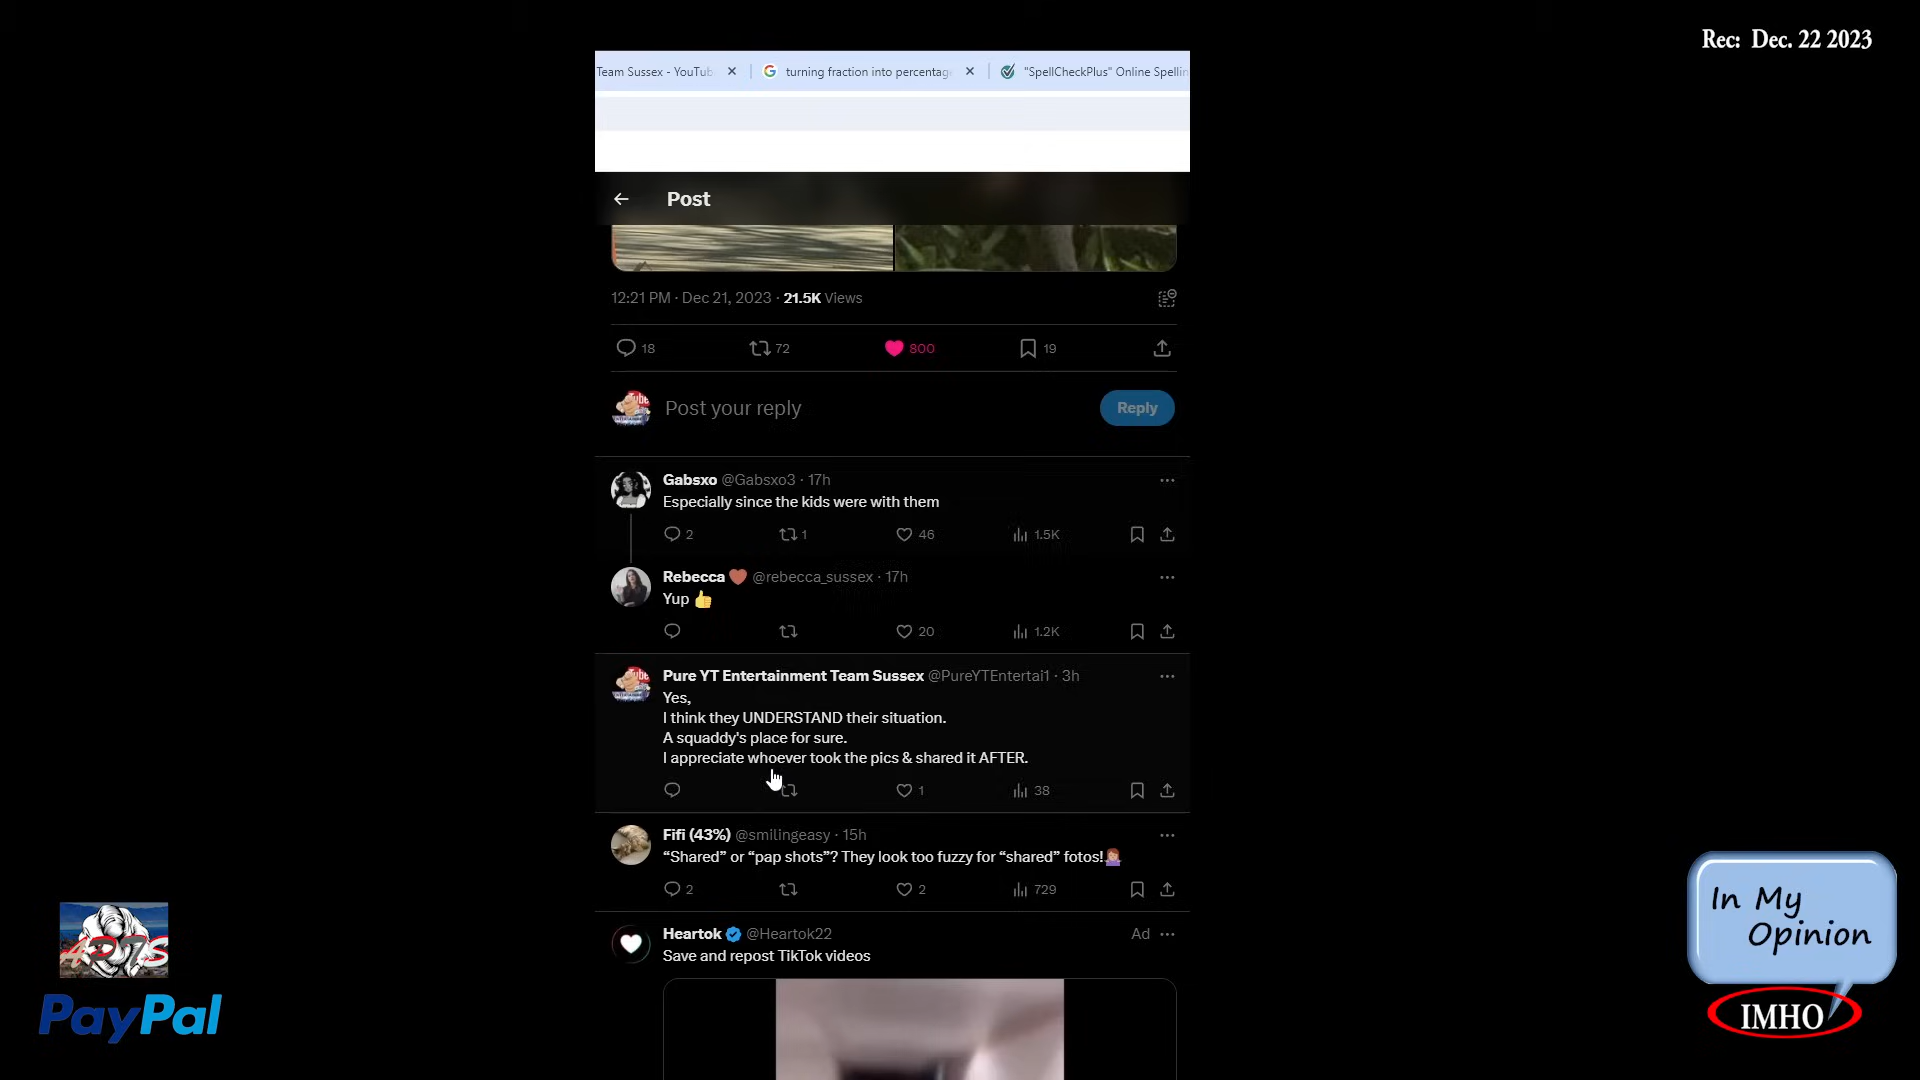 Rec: Dec. 22 2023
Team Sussex - YouTub
turning fraction into percentage
"SpellCheckPlus" Online Spellin
Post
12:21 PM · Dec 21, 2023 · 21.5K Views
18 72 800 19
Post your reply
Reply
Gabsxo @Gabsxo3 · 17h
Especially since the kids were with them
2 1 46 1.5K
Rebecca 🤎 @rebecca_sussex · 17h
Yup 👍
20 1.2K
Pure YT Entertainment Team Sussex @PureYTEntertai1 · 3h
Yes,
I think they UNDERSTAND their situation.
A squaddy's place for sure.
I appreciate whoever took the pics & shared it AFTER.
1 38
Fifi (43%) @smilingeasy · 15h
“Shared” or “pap shots”? They look too fuzzy for “shared” fotos!🤷🏼‍♀️
2 2 729
Heartok @Heartok22 Ad
Save and repost TikTok videos
PayPal
In My
Opinion
IMHO